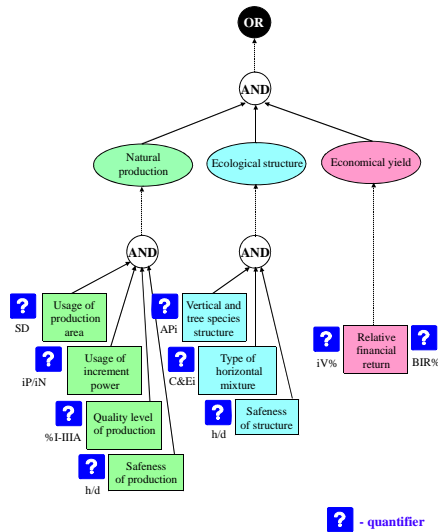 OR
AND
Natural
production
Ecological structure
Economical yield
AND
AND
?
Usage of
production
area
SD
?
Vertical and
tree species
structure
APi
?
Usage of
increment
power
iP/iN
?
Type of
horizontal
mixture
C&Ei
?
Relative
financial
return
?
iV%
BIR%
?
Quality level
of production
%I-IIIA
?
Safeness
of structure
h/d
?
Safeness
of production
h/d
? - quantifier